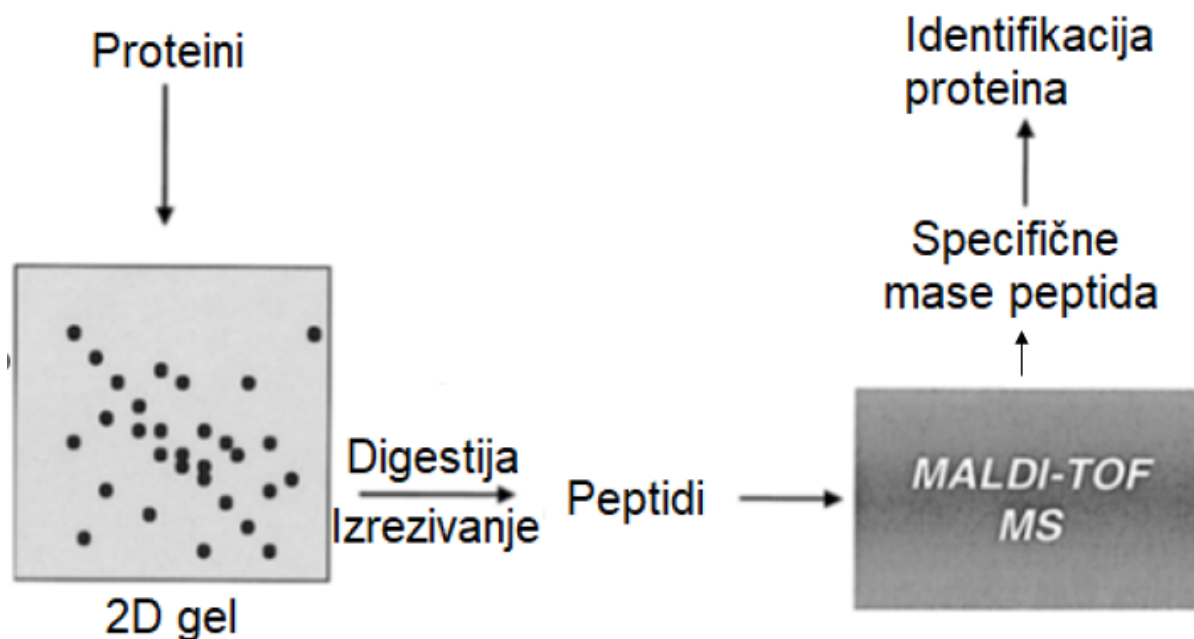 Proteini
2D gel
Digestija
Izrezivanje
Peptidi
MALDI-TOF
MS
Specifične
mase peptida
Identifikacija
proteina